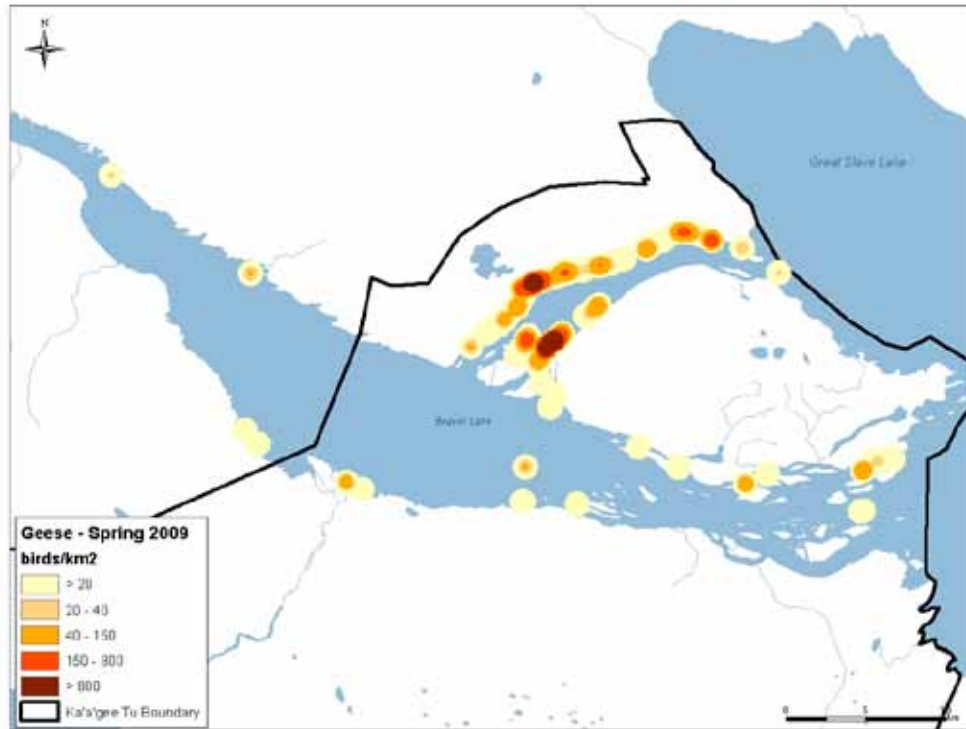 N
Great Slave Lake
Beaver Lake
Geese - Spring 2009
birds/km2
> 20
20 - 40
40 - 150
150 - 800
> 800
Ka'a'gee Tu Boundary
0